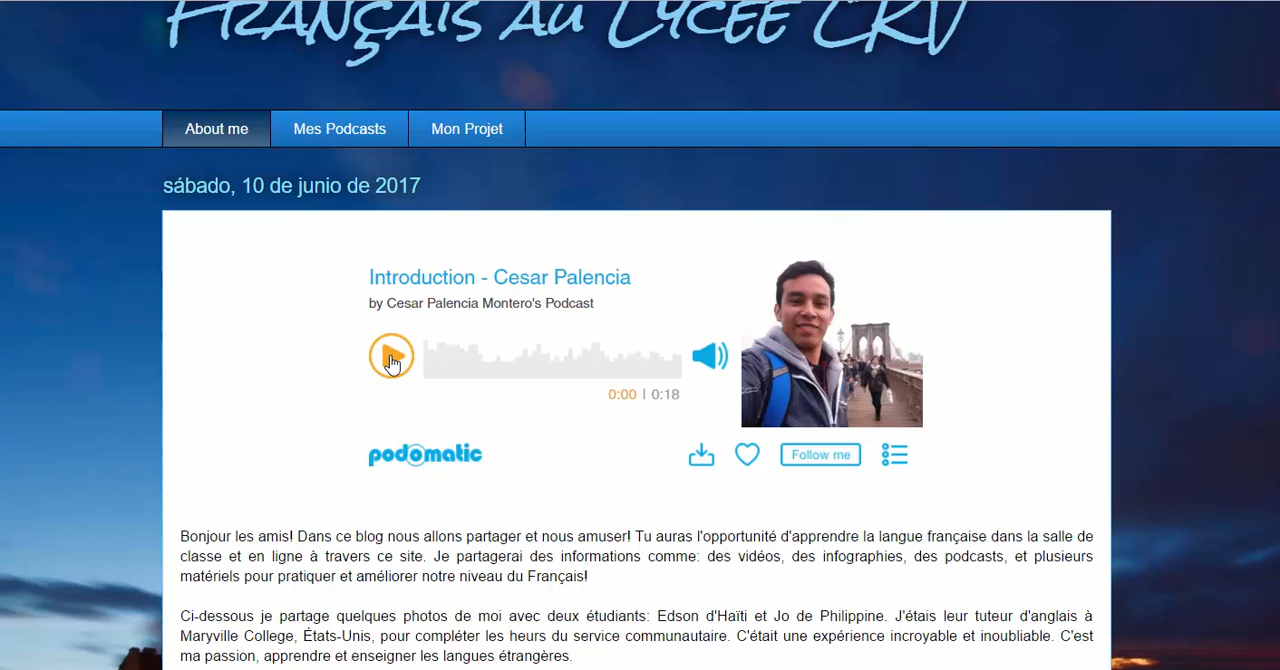 Français au Lycée CRV
About me
Mes Podcasts
Mon Projet
sábado, 10 de junio de 2017
Introduction - Cesar Palencia
by Cesar Palencia Montero's Podcast
0:00 | 0:18
podomatic
Follow me
Bonjour les amis! Dans ce blog nous allons partager et nous amuser! Tu auras l'opportunité d'apprendre la langue française dans la salle de
classe et en ligne à travers ce site. Je partagerai des informations comme: des vidéos, des infographies, des podcasts, et plusieurs
matériels pour pratiquer et améliorer notre niveau du Français!
Ci-dessous je partage quelques photos de moi avec deux étudiants: Edson d'Haïti et Jo de Philippine. J'étais leur tuteur d'anglais à
Maryville College, États-Unis, pour compléter les heurs du service communautaire. C'était une expérience incroyable et inoubliable. C'est
ma passion, apprendre et enseigner les langues étrangères.